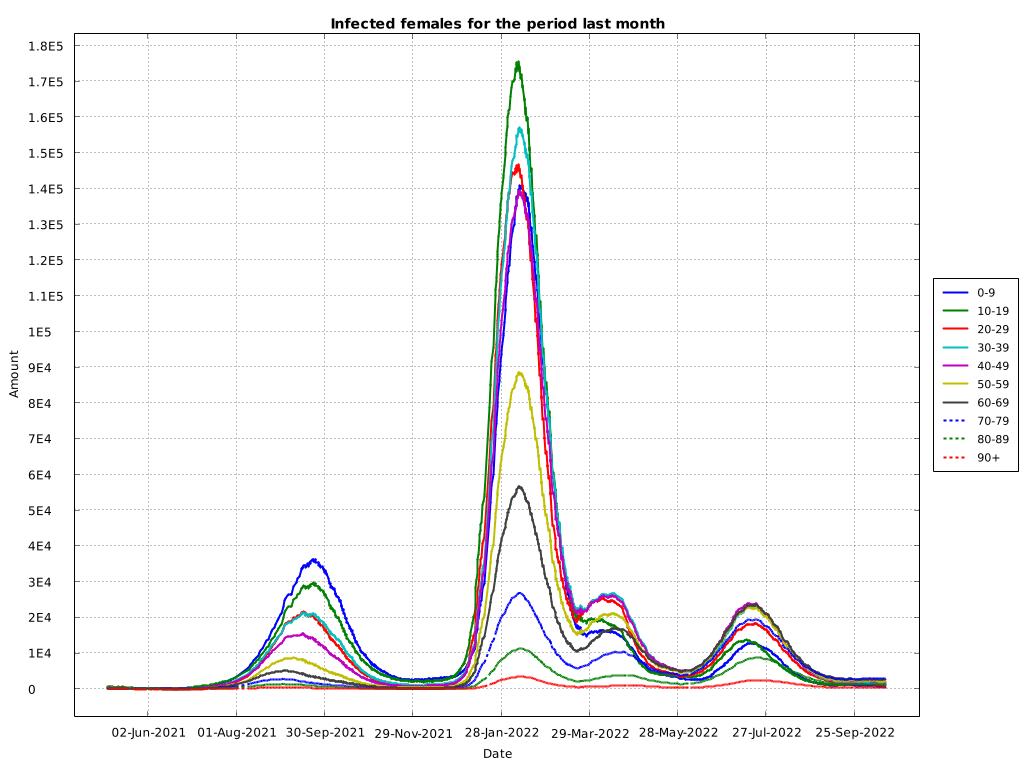 Infected females for the period last month
1.8E5
1.7E5
1.6E5
1.5E5
1.4E5
1.3E5
1.2E5
1.1E5
1E5
9E4
8E4
7E4
6E4
5E4
4E4
3E4
2E4
1E4
0
Amount
02-Jun-2021 01-Aug-2021 30-Sep-2021 29-Nov-2021 28-Jan-2022 29-Mar-2022 28-May-2022 27-Jul-2022 25-Sep-2022
Date
0-9
10-19
20-29
30-39
40-49
50-59
60-69
70-79
80-89
90+